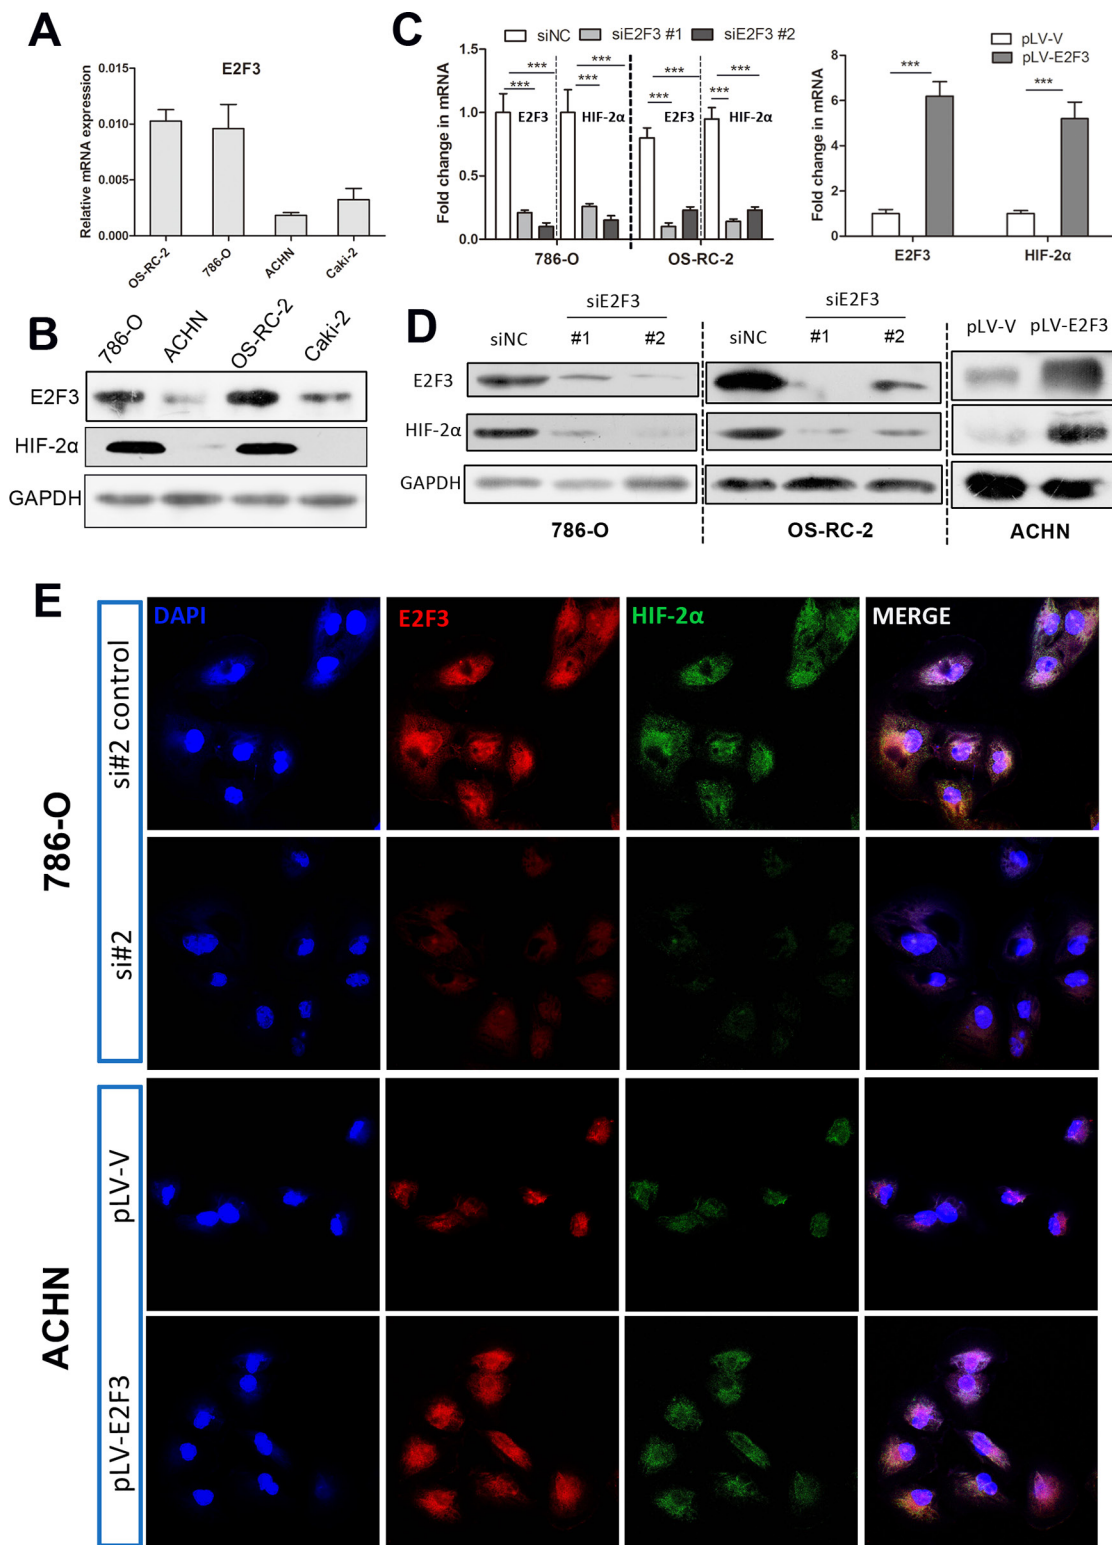 A
E2F3
Relative mRNA expression
0.015
0.010
0.005
0.000
OS-RC-2
786-O
ACHN
Caki-2
B
786-O
ACHN
OS-RC-2
Caki-2
E2F3
HIF-2α
GAPDH
C
siNC
siE2F3 #1
siE2F3 #2
Fold change in mRNA
1.5
1.0
0.5
0.0
***
***
***
***
***
***
***
***
E2F3
HIF-2α
E2F3
HIF-2α
786-O
OS-RC-2
pLV-V
pLV-E2F3
Fold change in mRNA
8
6
4
2
0
***
***
E2F3
HIF-2α
D
siE2F3
siE2F3
siNC
#1
#2
siNC
#1
#2
pLV-V pLV-E2F3
E2F3
HIF-2α
GAPDH
786-O
OS-RC-2
ACHN
E
DAPI
E2F3
HIF-2α
MERGE
786-O
si#2 control
si#2
ACHN
pLV-V
pLV-E2F3